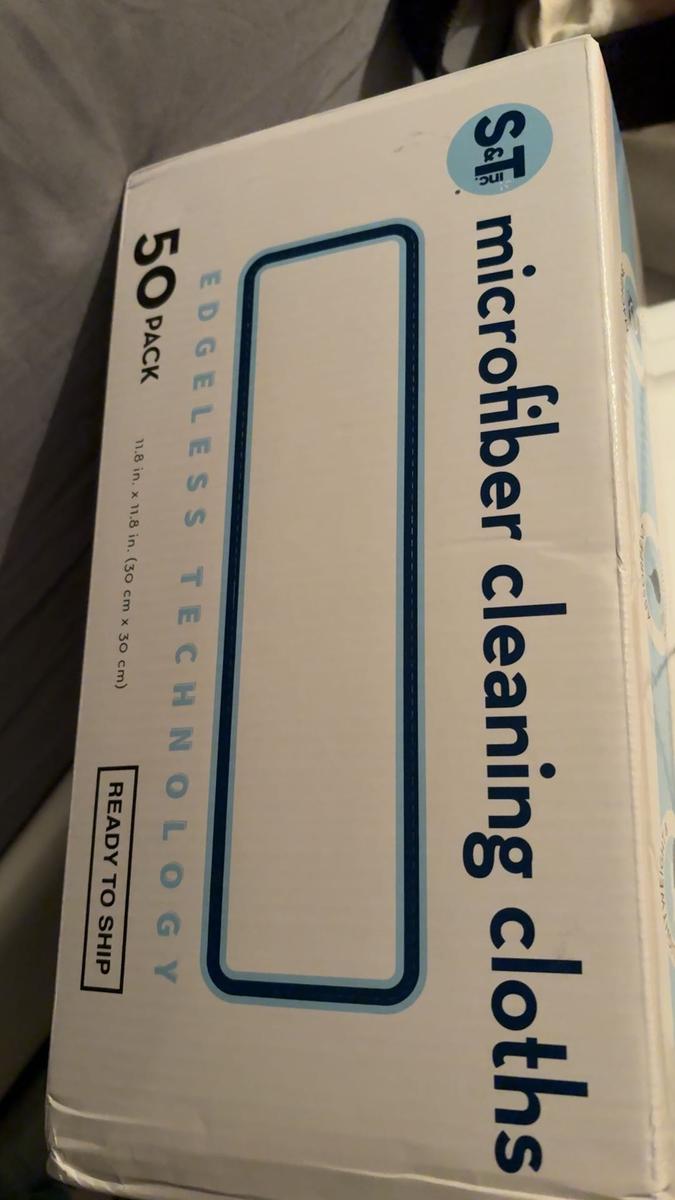 S&T
inc.
microfiber cleaning cloths
EDGELESS TECHNOLOGY
50 PACK
11.8 in. x 11.8 in. (30 cm x 30 cm)
READY TO SHIP